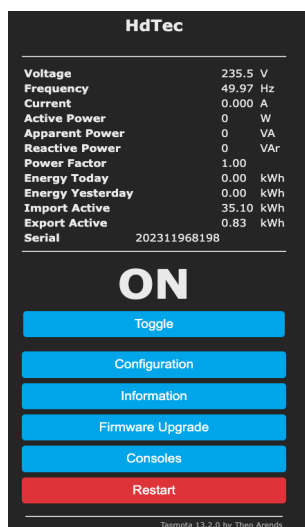 HdTec
Voltage 235.5 V
Frequency 49.97 Hz
Current 0.000 A
Active Power 0 W
Apparent Power 0 VA
Reactive Power 0 VAr
Power Factor 1.00
Energy Today 0.00 kWh
Energy Yesterday 0.00 kWh
Import Active 35.10 kWh
Export Active 0.83 kWh
Serial 202311968198
ON
Toggle
Configuration
Information
Firmware Upgrade
Consoles
Restart
Tasmota 13.2.0 by Theo Arends